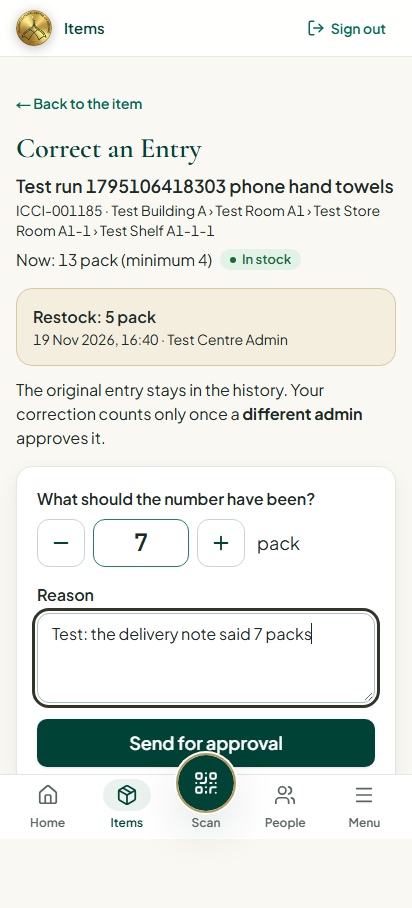 Items
Sign out
← Back to the item
Correct an Entry
Test run 1795106418303 phone hand towels
ICCI-001185 · Test Building A › Test Room A1 › Test Store
Room A1-1 › Test Shelf A1-1-1
Now: 13 pack (minimum 4)
In stock
Restock: 5 pack
19 Nov 2026, 16:40 · Test Centre Admin
The original entry stays in the history. Your
correction counts only once a different admin
approves it.
What should the number have been?
− 7 + pack
Reason
Test: the delivery note said 7 packs
Send for approval
Home
Items
Scan
People
Menu